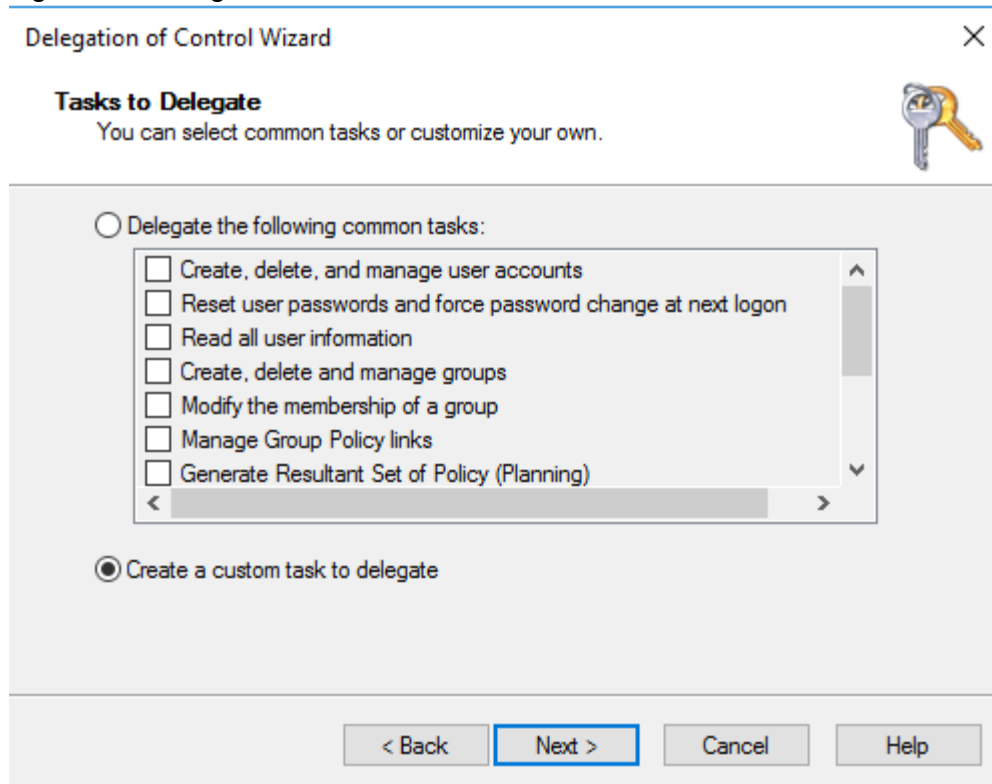 Delegation of Control Wizard
Tasks to Delegate
You can select common tasks or customize your own.
Delegate the following common tasks:
Create, delete, and manage user accounts
Reset user passwords and force password change at next logon
Read all user information
Create, delete and manage groups
Modify the membership of a group
Manage Group Policy links
Generate Resultant Set of Policy (Planning)
Create a custom task to delegate
< Back Next > Cancel Help